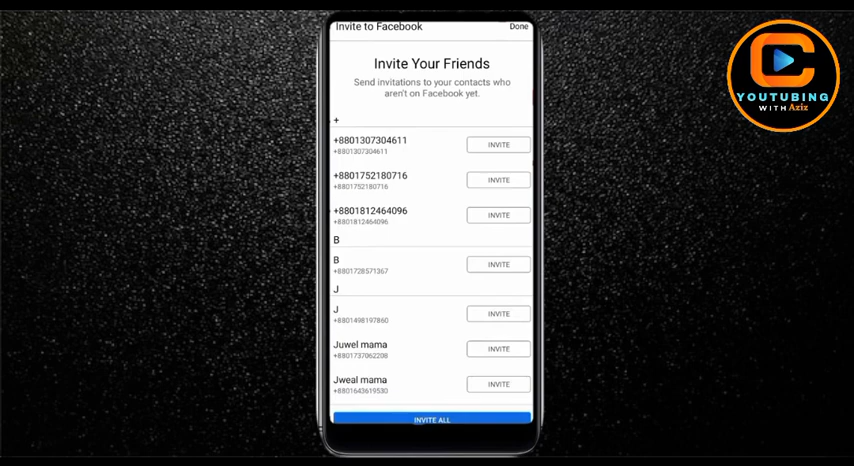 Invite to Facebook Done
Invite Your Friends
Send invitations to your contacts who
aren't on Facebook yet.
+
+8801307304611 INVITE
+8801307304611
+8801752180716 INVITE
+8801752180716
+8801812464096 INVITE
+8801812464096
B
B INVITE
+8801728571367
J
J INVITE
+8801498197860
Juwel mama INVITE
+8801737062208
Jweal mama INVITE
+8801643619530
INVITE ALL
YOUTUBING
WITH Aziz